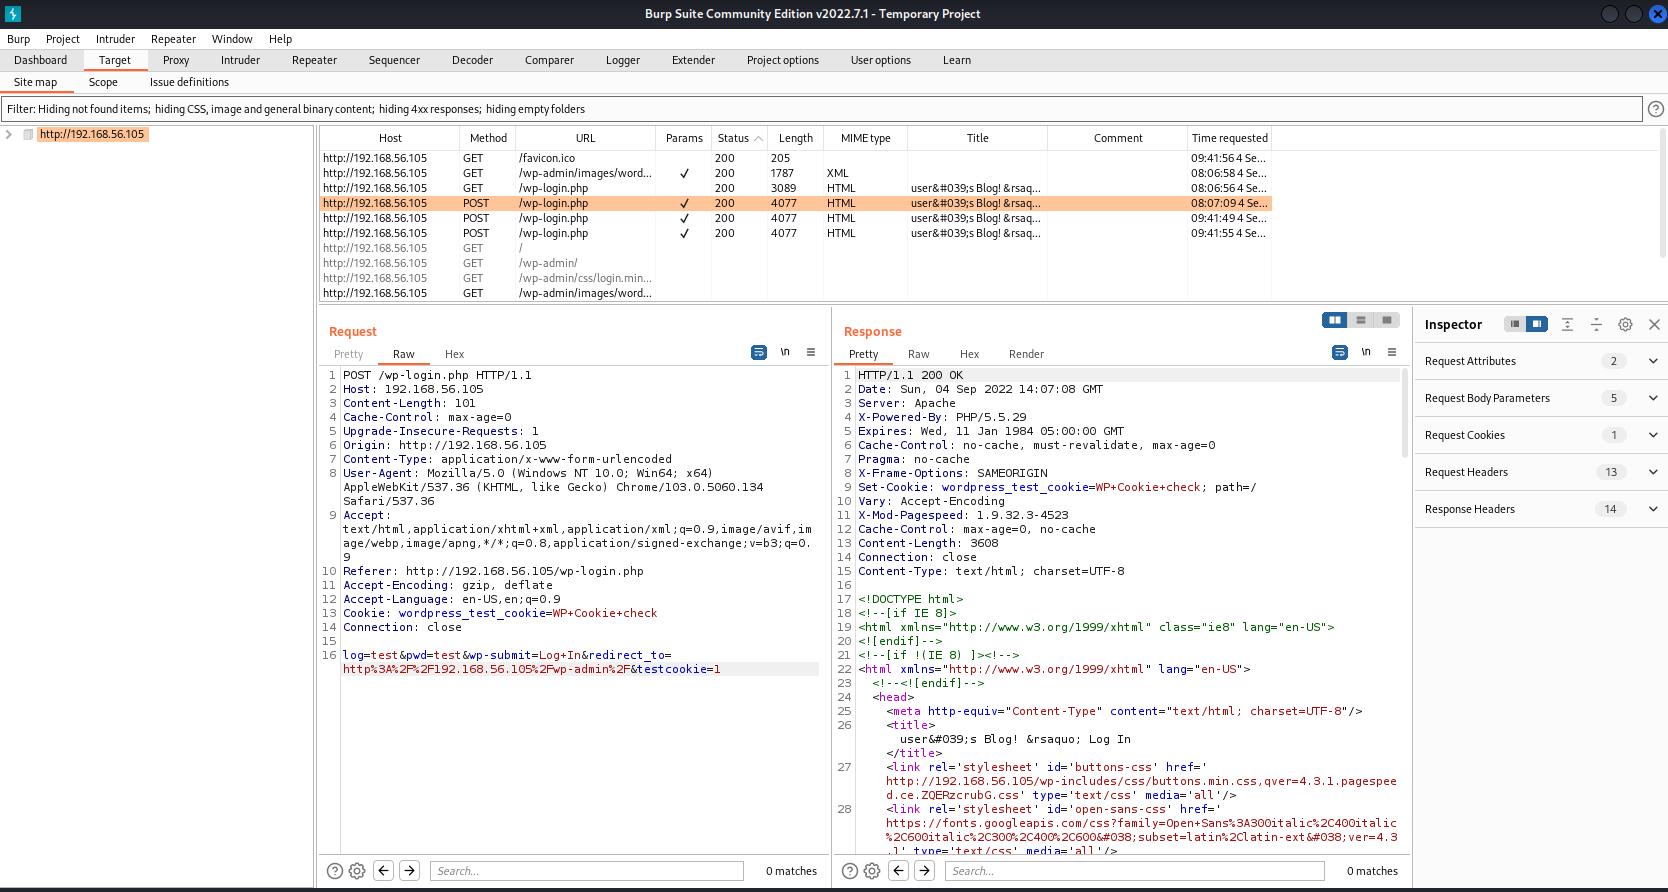 Burp Suite Community Edition v2022.7.1 - Temporary Project
Burp Project Intruder Repeater Window Help
Dashboard Target Proxy Intruder Repeater Sequencer Decoder Comparer Logger Extender Project options User options Learn
Site map Scope Issue definitions
Filter: Hiding not found items; hiding CSS, image and general binary content; hiding 4xx responses; hiding empty folders
http://192.168.56.105
Host Method URL Params Status Length MIME type Title Comment Time requested
http://192.168.56.105 GET /favicon.ico 200 205 09:41:56 4 Se...
http://192.168.56.105 GET /wp-admin/images/word... ✓ 200 1787 XML 08:06:58 4 Se...
http://192.168.56.105 GET /wp-login.php 200 3089 HTML user&#039;s Blog! &rsaq... 08:06:56 4 Se...
http://192.168.56.105 POST /wp-login.php ✓ 200 4077 HTML user&#039;s Blog! &rsaq... 08:07:09 4 Se...
http://192.168.56.105 POST /wp-login.php ✓ 200 4077 HTML user&#039;s Blog! &rsaq... 09:41:49 4 Se...
http://192.168.56.105 POST /wp-login.php ✓ 200 4077 HTML user&#039;s Blog! &rsaq... 09:41:55 4 Se...
http://192.168.56.105 GET /
http://192.168.56.105 GET /wp-admin/
http://192.168.56.105 GET /wp-admin/css/login.min...
http://192.168.56.105 GET /wp-admin/images/word...
Request
Pretty Raw Hex \n
1 POST /wp-login.php HTTP/1.1
2 Host: 192.168.56.105
3 Content-Length: 101
4 Cache-Control: max-age=0
5 Upgrade-Insecure-Requests: 1
6 Origin: http://192.168.56.105
7 Content-Type: application/x-www-form-urlencoded
8 User-Agent: Mozilla/5.0 (Windows NT 10.0; Win64; x64)
AppleWebKit/537.36 (KHTML, like Gecko) Chrome/103.0.5060.134
Safari/537.36
9 Accept:
text/html,application/xhtml+xml,application/xml;q=0.9,image/avif,im
age/webp,image/apng,*/*;q=0.8,application/signed-exchange;v=b3;q=0.
9
10 Referer: http://192.168.56.105/wp-login.php
11 Accept-Encoding: gzip, deflate
12 Accept-Language: en-US,en;q=0.9
13 Cookie: wordpress_test_cookie=WP+Cookie+check
14 Connection: close
15
16 log=test&pwd=test&wp-submit=Log+In&redirect_to=
http%3A%2F%2F192.168.56.105%2Fwp-admin%2F&testcookie=1
Search... 0 matches
Response
Pretty Raw Hex Render \n
1 HTTP/1.1 200 OK
2 Date: Sun, 04 Sep 2022 14:07:08 GMT
3 Server: Apache
4 X-Powered-By: PHP/5.5.29
5 Expires: Wed, 11 Jan 1984 05:00:00 GMT
6 Cache-Control: no-cache, must-revalidate, max-age=0
7 Pragma: no-cache
8 X-Frame-Options: SAMEORIGIN
9 Set-Cookie: wordpress_test_cookie=WP+Cookie+check; path=/
10 Vary: Accept-Encoding
11 X-Mod-Pagespeed: 1.9.32.3-4523
12 Cache-Control: max-age=0, no-cache
13 Content-Length: 3608
14 Connection: close
15 Content-Type: text/html; charset=UTF-8
16
17 <!DOCTYPE html>
18 <!--[if IE 8]>
19 <html xmlns="http://www.w3.org/1999/xhtml" class="ie8" lang="en-US">
20 <![endif]-->
21 <!--[if !(IE 8) ]><!-->
22 <html xmlns="http://www.w3.org/1999/xhtml" lang="en-US">
23 <!--<![endif]-->
24 <head>
25 <meta http-equiv="Content-Type" content="text/html; charset=UTF-8"/>
26 <title>
user&#039;s Blog! &rsaquo; Log In
</title>
27 <link rel='stylesheet' id='buttons-css' href='
http://192.168.56.105/wp-includes/css/buttons.min.css,qver=4.3.1.pagespee
d.ce.ZQERzcrubG.css' type='text/css' media='all'/>
28 <link rel='stylesheet' id='open-sans-css' href='
https://fonts.googleapis.com/css?family=Open+Sans%3A300italic%2C400italic
%2C600italic%2C300%2C400%2C600&#038;subset=latin%2Clatin-ext&#038;ver=4.3
.1' type='text/css' media='all'/>
Search... 0 matches
Inspector
Request Attributes 2
Request Body Parameters 5
Request Cookies 1
Request Headers 13
Response Headers 14